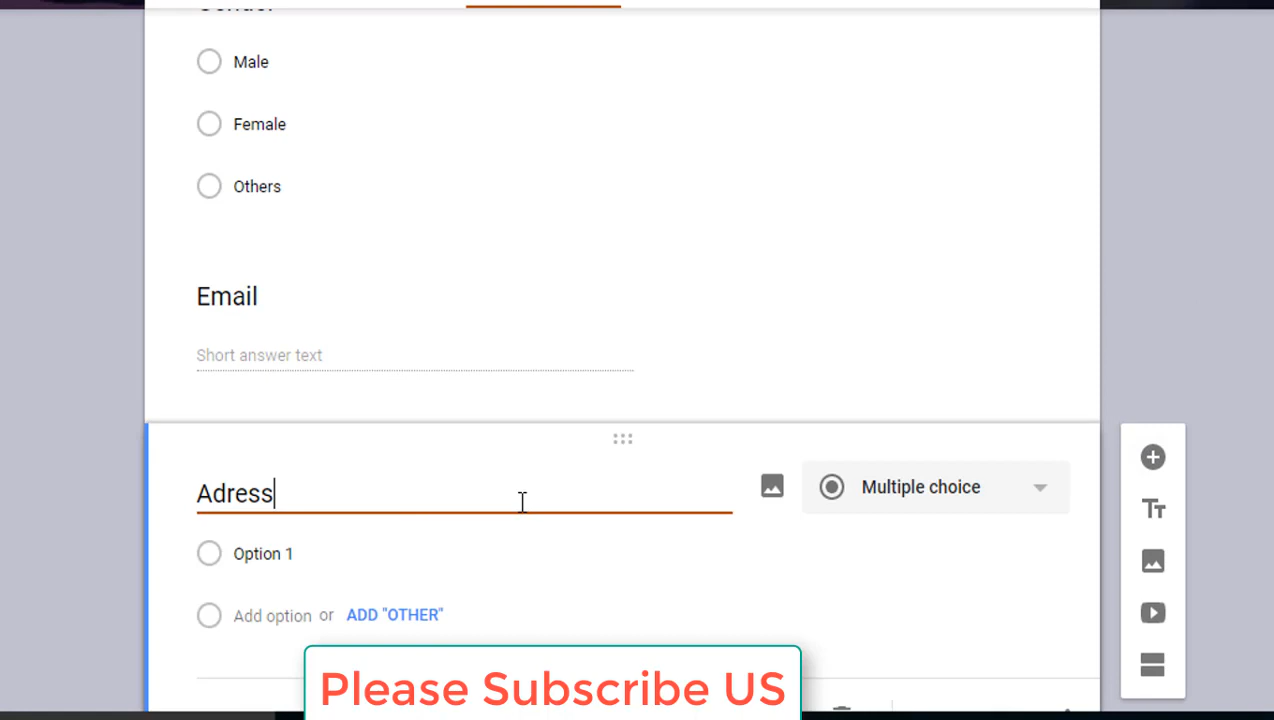 Gender
Male
Female
Others
Email
Short answer text
Adress
Multiple choice
Option 1
Add option or ADD "OTHER"
Please Subscribe US